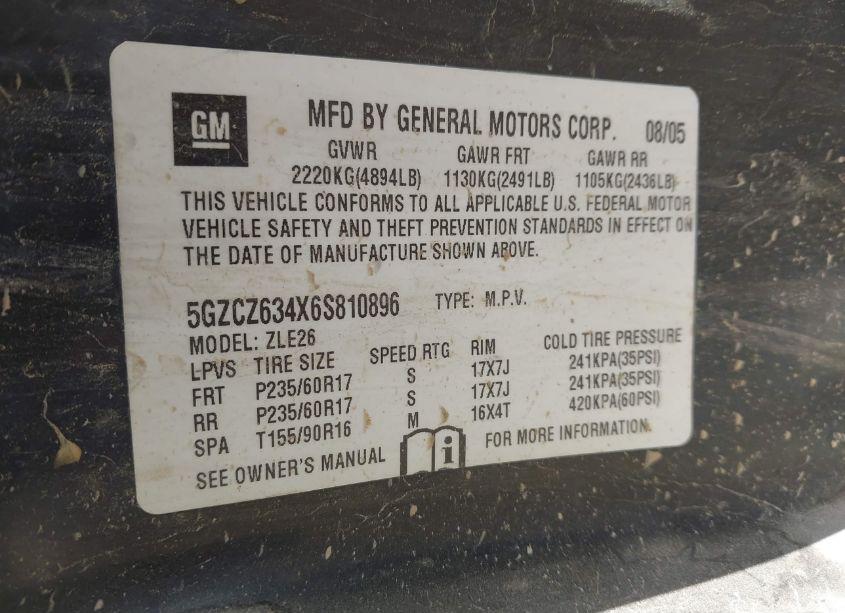 GM
MFD BY GENERAL MOTORS CORP. 08/05
GVWR GAWR FRT GAWR RR
2220KG(4894LB) 1130KG(2491LB) 1105KG(2436LB)
THIS VEHICLE CONFORMS TO ALL APPLICABLE U.S. FEDERAL MOTOR
VEHICLE SAFETY AND THEFT PREVENTION STANDARDS IN EFFECT ON
THE DATE OF MANUFACTURE SHOWN ABOVE.
5GZCZ634X6S810896 TYPE: M.P.V.
MODEL: ZLE26
LPVS TIRE SIZE SPEED RTG RIM COLD TIRE PRESSURE
FRT P235/60R17 S 17X7J 241KPA(35PSI)
RR P235/60R17 S 17X7J 241KPA(35PSI)
SPA T155/90R16 M 16X4T 420KPA(60PSI)
SEE OWNER'S MANUAL i FOR MORE INFORMATION.